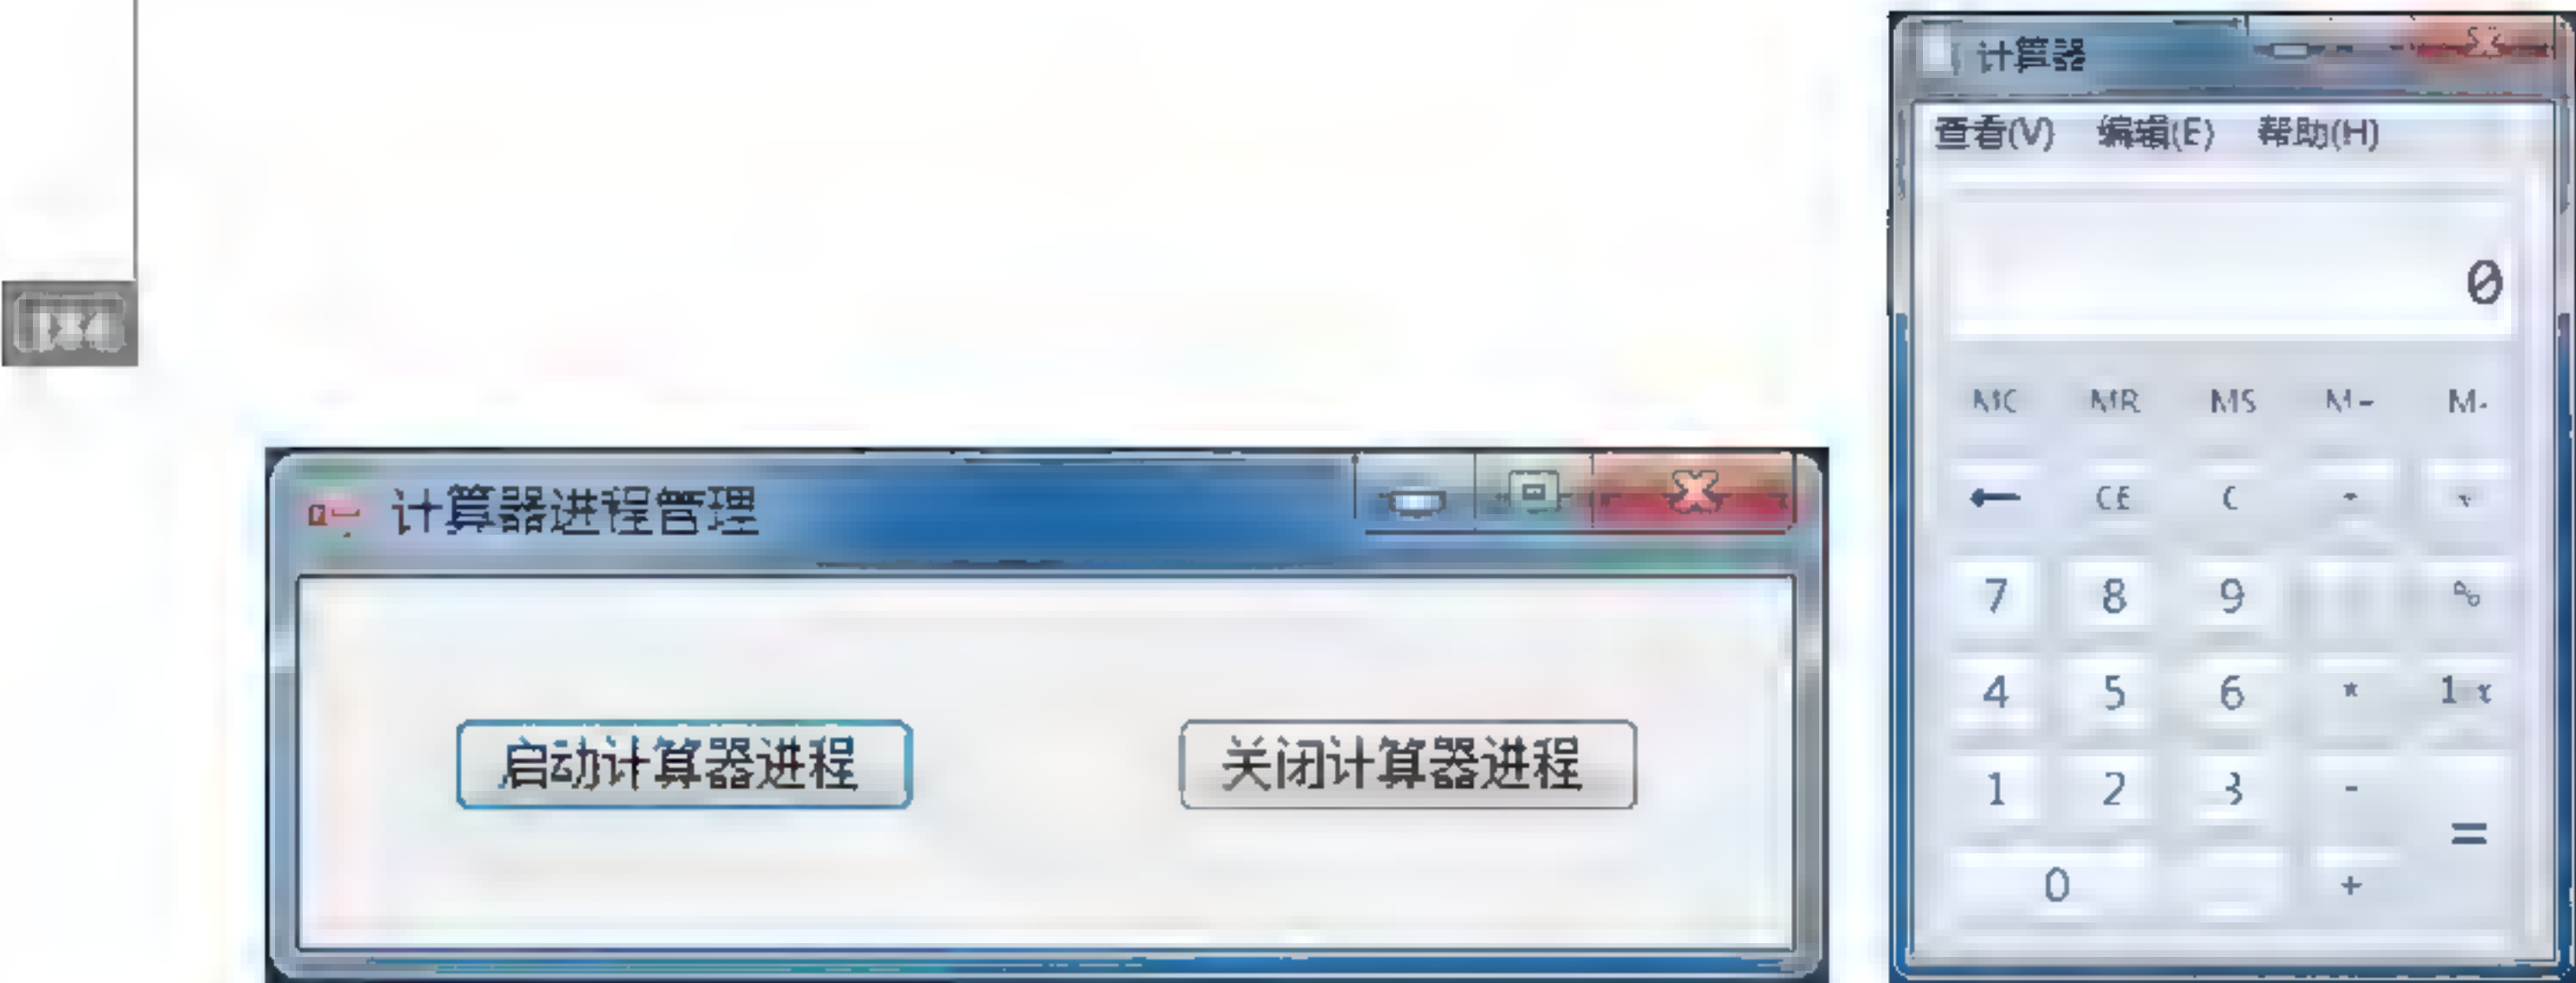 计算器
查看(V) 编辑(E) 帮助(H)
0
MC MR MS
← CE C
7 8 9 %
4 5 6 *
1 2 3 -
=
0 +
计算器进程管理
启动计算器进程 关闭计算器进程